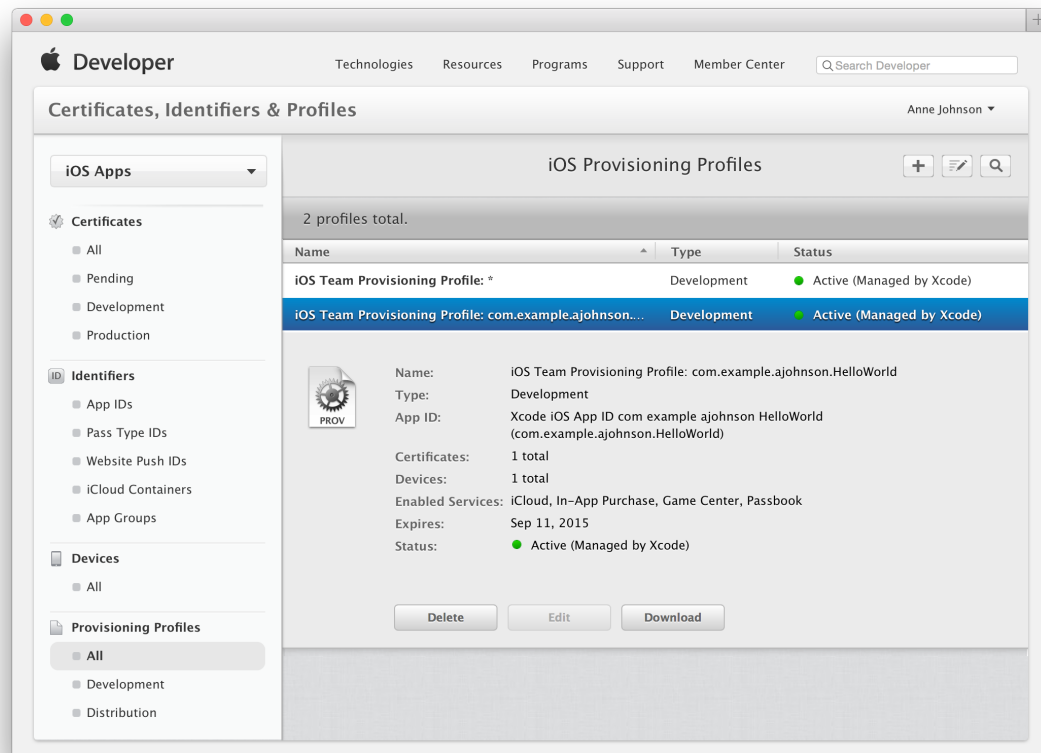 Developer
Technologies Resources Programs Support Member Center Search Developer
Certificates, Identifiers & Profiles
Anne Johnson
iOS Apps
Certificates
All
Pending
Development
Production
ID Identifiers
App IDs
Pass Type IDs
Website Push IDs
iCloud Containers
App Groups
Devices
All
Provisioning Profiles
All
Development
Distribution
iOS Provisioning Profiles
2 profiles total.
Name Type Status
iOS Team Provisioning Profile: * Development Active (Managed by Xcode)
iOS Team Provisioning Profile: com.example.ajohnson.... Development Active (Managed by Xcode)
PROV
Name: iOS Team Provisioning Profile: com.example.ajohnson.HelloWorld
Type: Development
App ID: Xcode iOS App ID com example ajohnson HelloWorld
(com.example.ajohnson.HelloWorld)
Certificates: 1 total
Devices: 1 total
Enabled Services: iCloud, In-App Purchase, Game Center, Passbook
Expires: Sep 11, 2015
Status: Active (Managed by Xcode)
Delete Edit Download